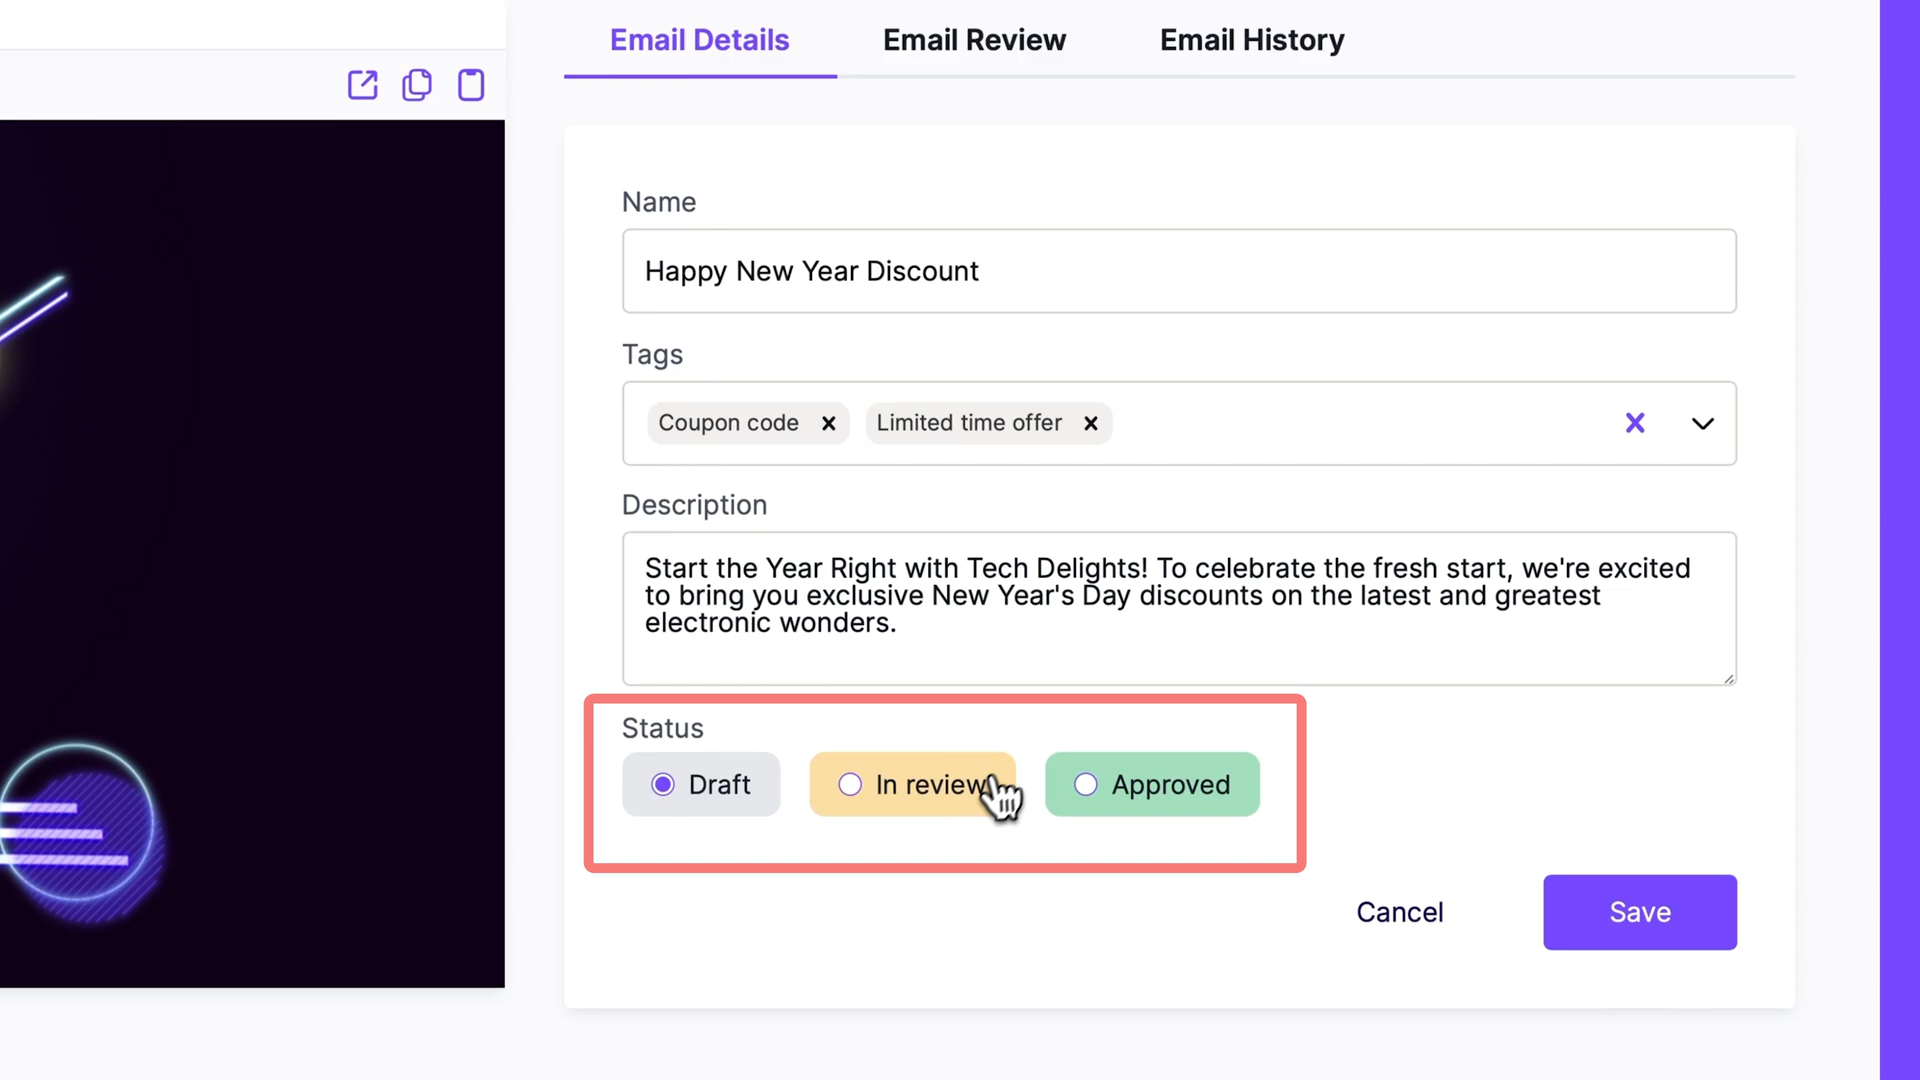 Email Details
Email Review
Email History
Name
Happy New Year Discount
Tags
Coupon code
Limited time offer
Description
Start the Year Right with Tech Delights! To celebrate the fresh start, we're excited
to bring you exclusive New Year's Day discounts on the latest and greatest
electronic wonders.
Status
Draft
In review
Approved
Cancel
Save